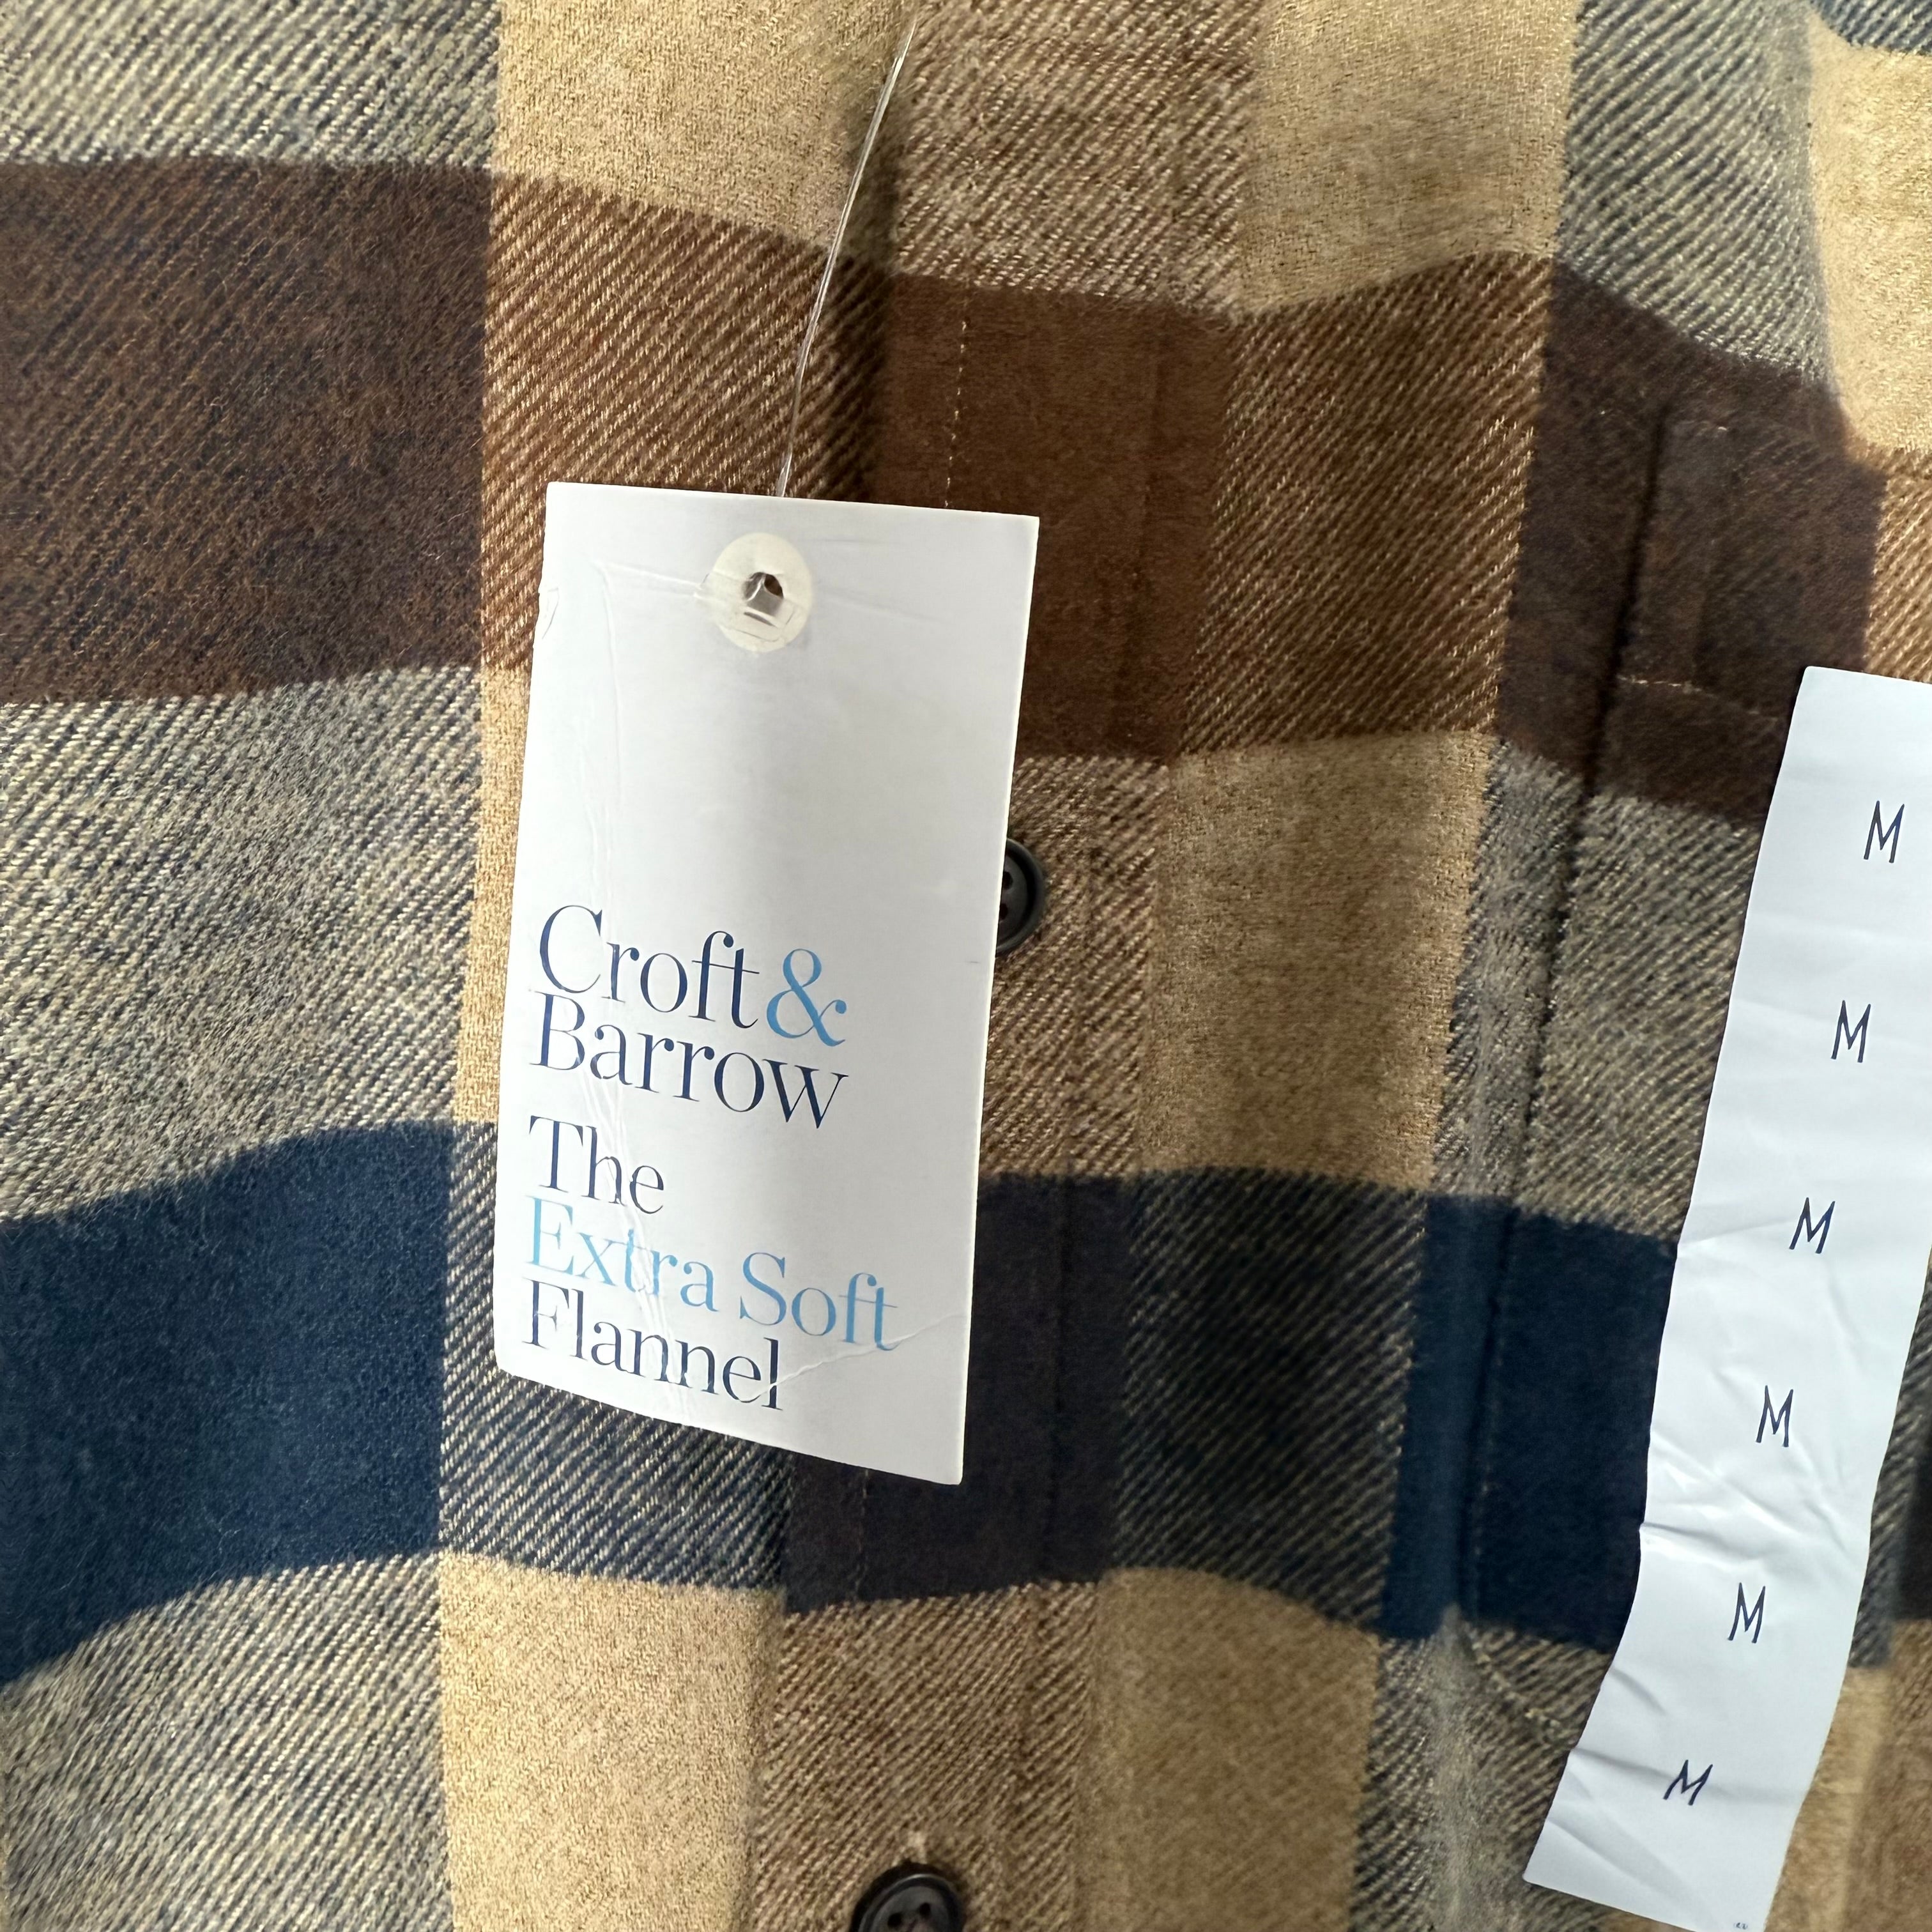 Croft &
Barrow
The
Extra Soft
Flannel
M
M
M
M
M
M